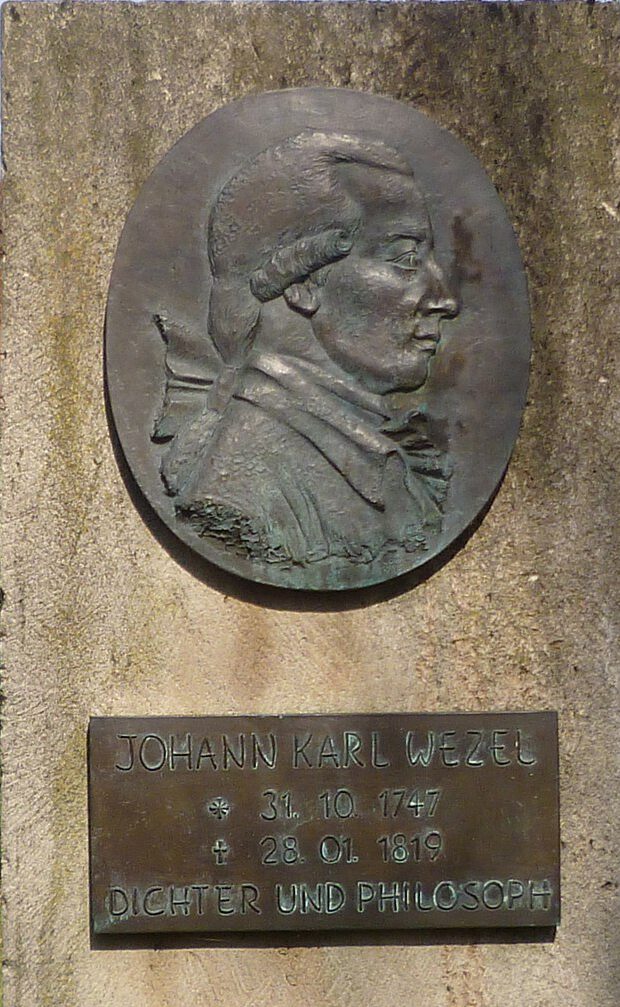 JOHANN KARL WEZEL
* 31. 10. 1747
✝ 28. 01. 1819
DICHTER UND PHILOSOPH